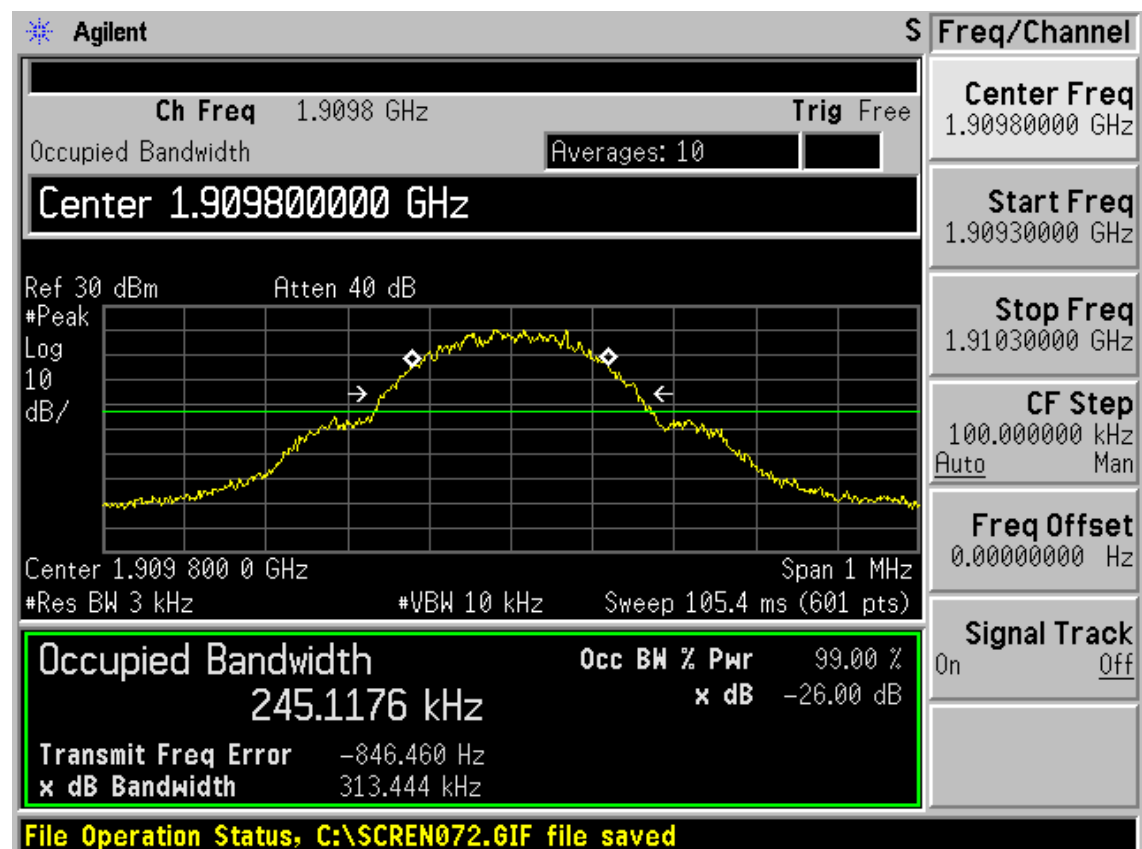 Agilent
S
Freq/Channel
Ch Freq 1.9098 GHz Trig Free
Occupied Bandwidth Averages: 10
Center 1.909800000 GHz
Ref 30 dBm Atten 40 dB
#Peak
Log
10
dB/
Center 1.909 800 0 GHz Span 1 MHz
#Res BW 3 kHz #VBW 10 kHz Sweep 105.4 ms (601 pts)
Occupied Bandwidth Occ BW % Pwr 99.00 %
245.1176 kHz x dB -26.00 dB
Transmit Freq Error -846.460 Hz
x dB Bandwidth 313.444 kHz
File Operation Status, C:\SCREN072.GIF file saved
Center Freq
1.90980000 GHz
Start Freq
1.90930000 GHz
Stop Freq
1.91030000 GHz
CF Step
100.000000 kHz
Auto Man
Freq Offset
0.00000000 Hz
Signal Track
On Off